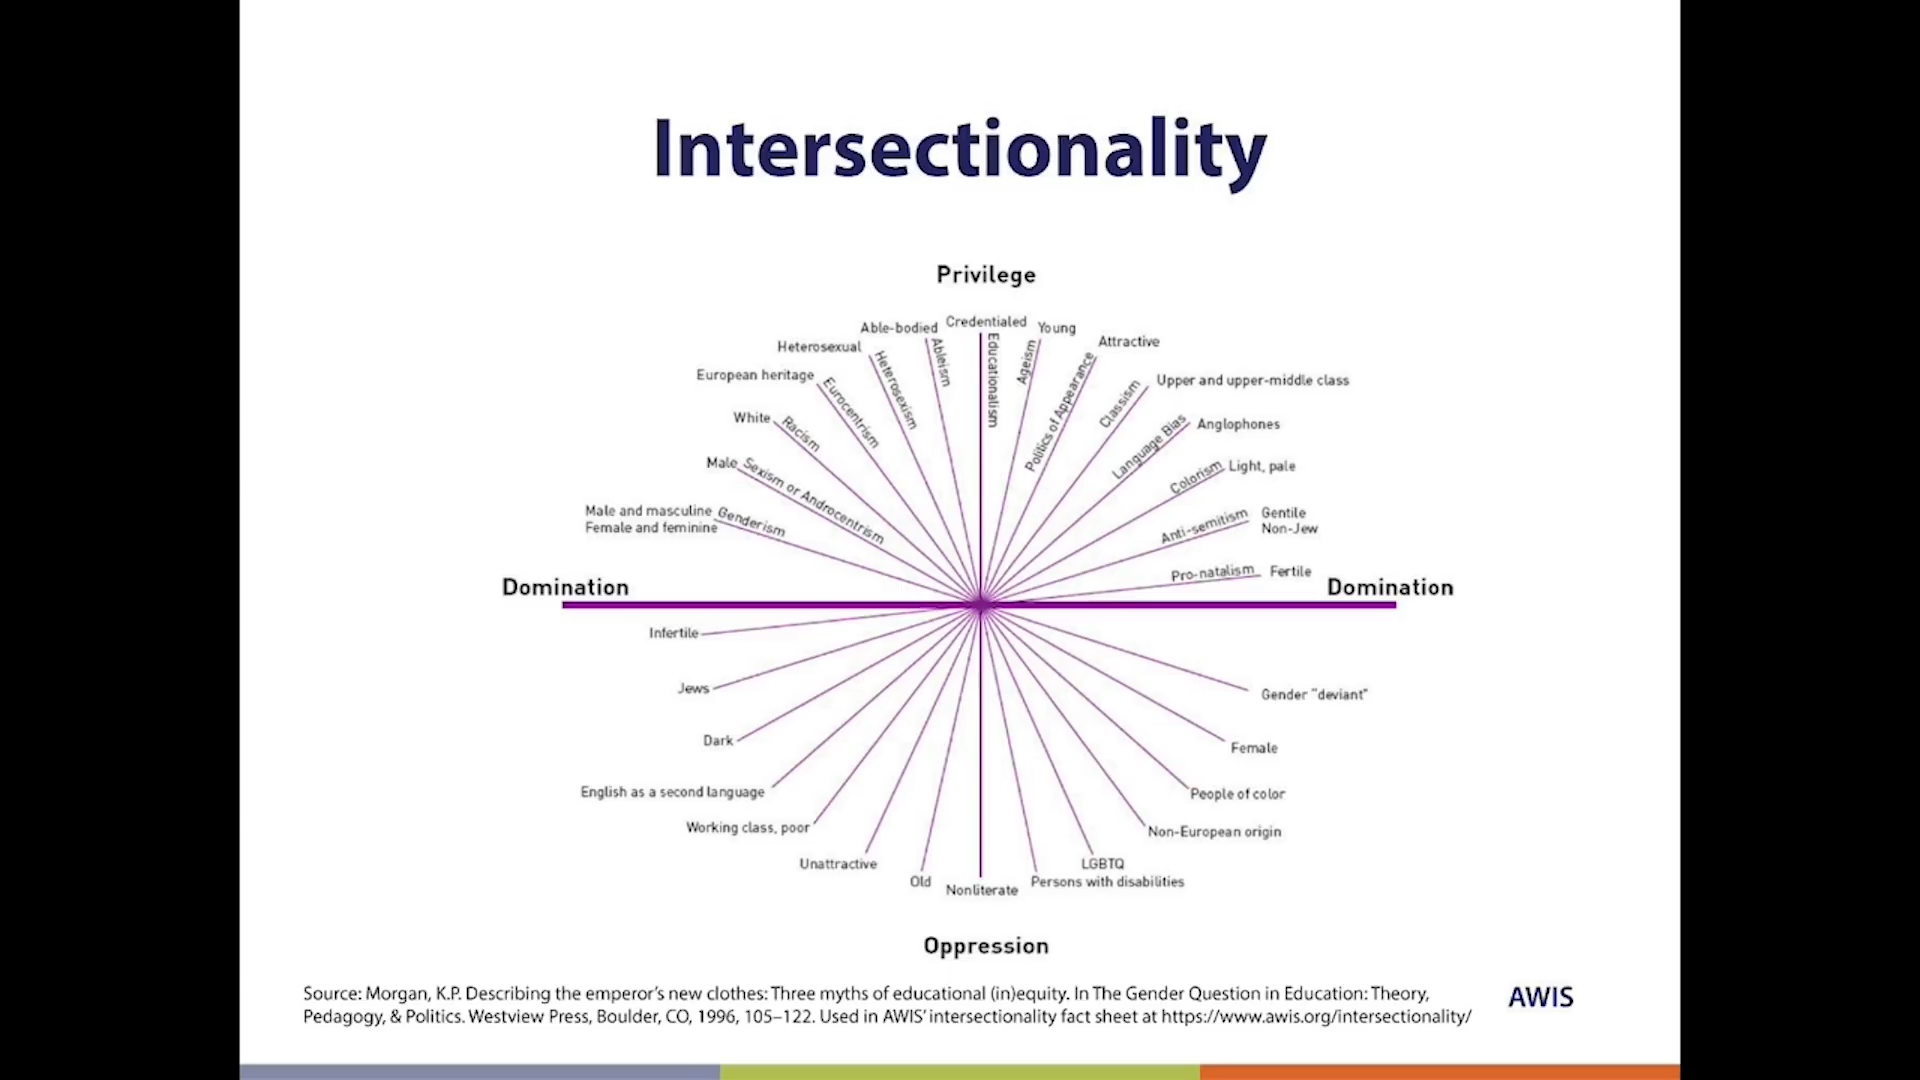 Intersectionality
Privilege
Credentialed
Able-bodied
Young
Heterosexual
Attractive
European heritage
Upper and upper-middle class
White
Anglophones
Male
Light, pale
Male and masculine
Female and feminine
Gentile
Non-Jew
Fertile
Genderism
Sexism or Androcentrism
Racism
Eurocentrism
Heterosexism
Ableism
Educationalism
Ageism
Politics of Appearance
Classism
Language Bias
Colorism
Anti-semitism
Pro-natalism
Domination
Domination
Infertile
Jews
Gender "deviant"
Dark
Female
English as a second language
People of color
Working class, poor
Non-European origin
Unattractive
LGBTQ
Old
Nonliterate
Persons with disabilities
Oppression
Source: Morgan, K.P. Describing the emperor's new clothes: Three myths of educational (in)equity. In The Gender Question in Education: Theory,
Pedagogy, & Politics. Westview Press, Boulder, CO, 1996, 105–122. Used in AWIS' intersectionality fact sheet at https://www.awis.org/intersectionality/
AWIS